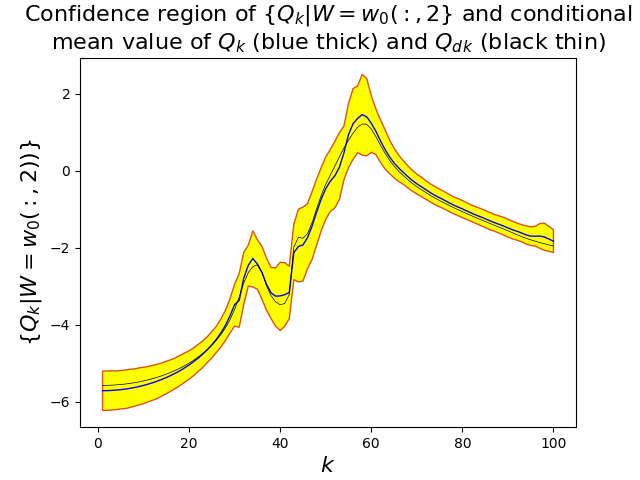 Confidence region of {Q_k|W = w_0(:, 2} and conditional
mean value of Q_k (blue thick) and Q_dk (black thin)
{Q_k|W = w_0(:, 2))}
2
0
−2
−4
−6
0 20 40 60 80 100
k